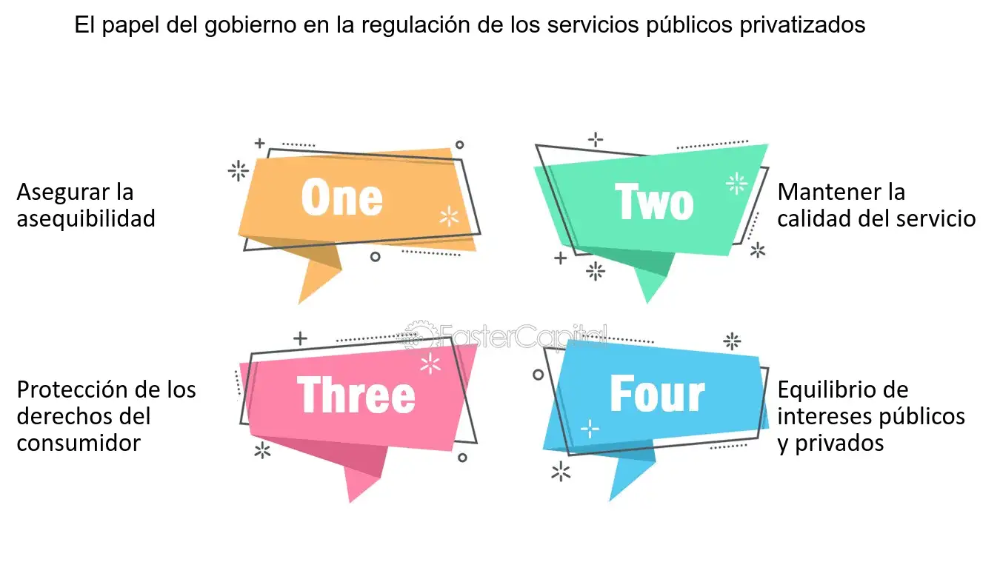 El papel del gobierno en la regulación de los servicios públicos privatizados
Asegurar la
asequibilidad
One
Two
Mantener la
calidad del servicio
FasterCapital
Protección de los
derechos del
consumidor
Three
Four
Equilibrio de
intereses públicos
y privados